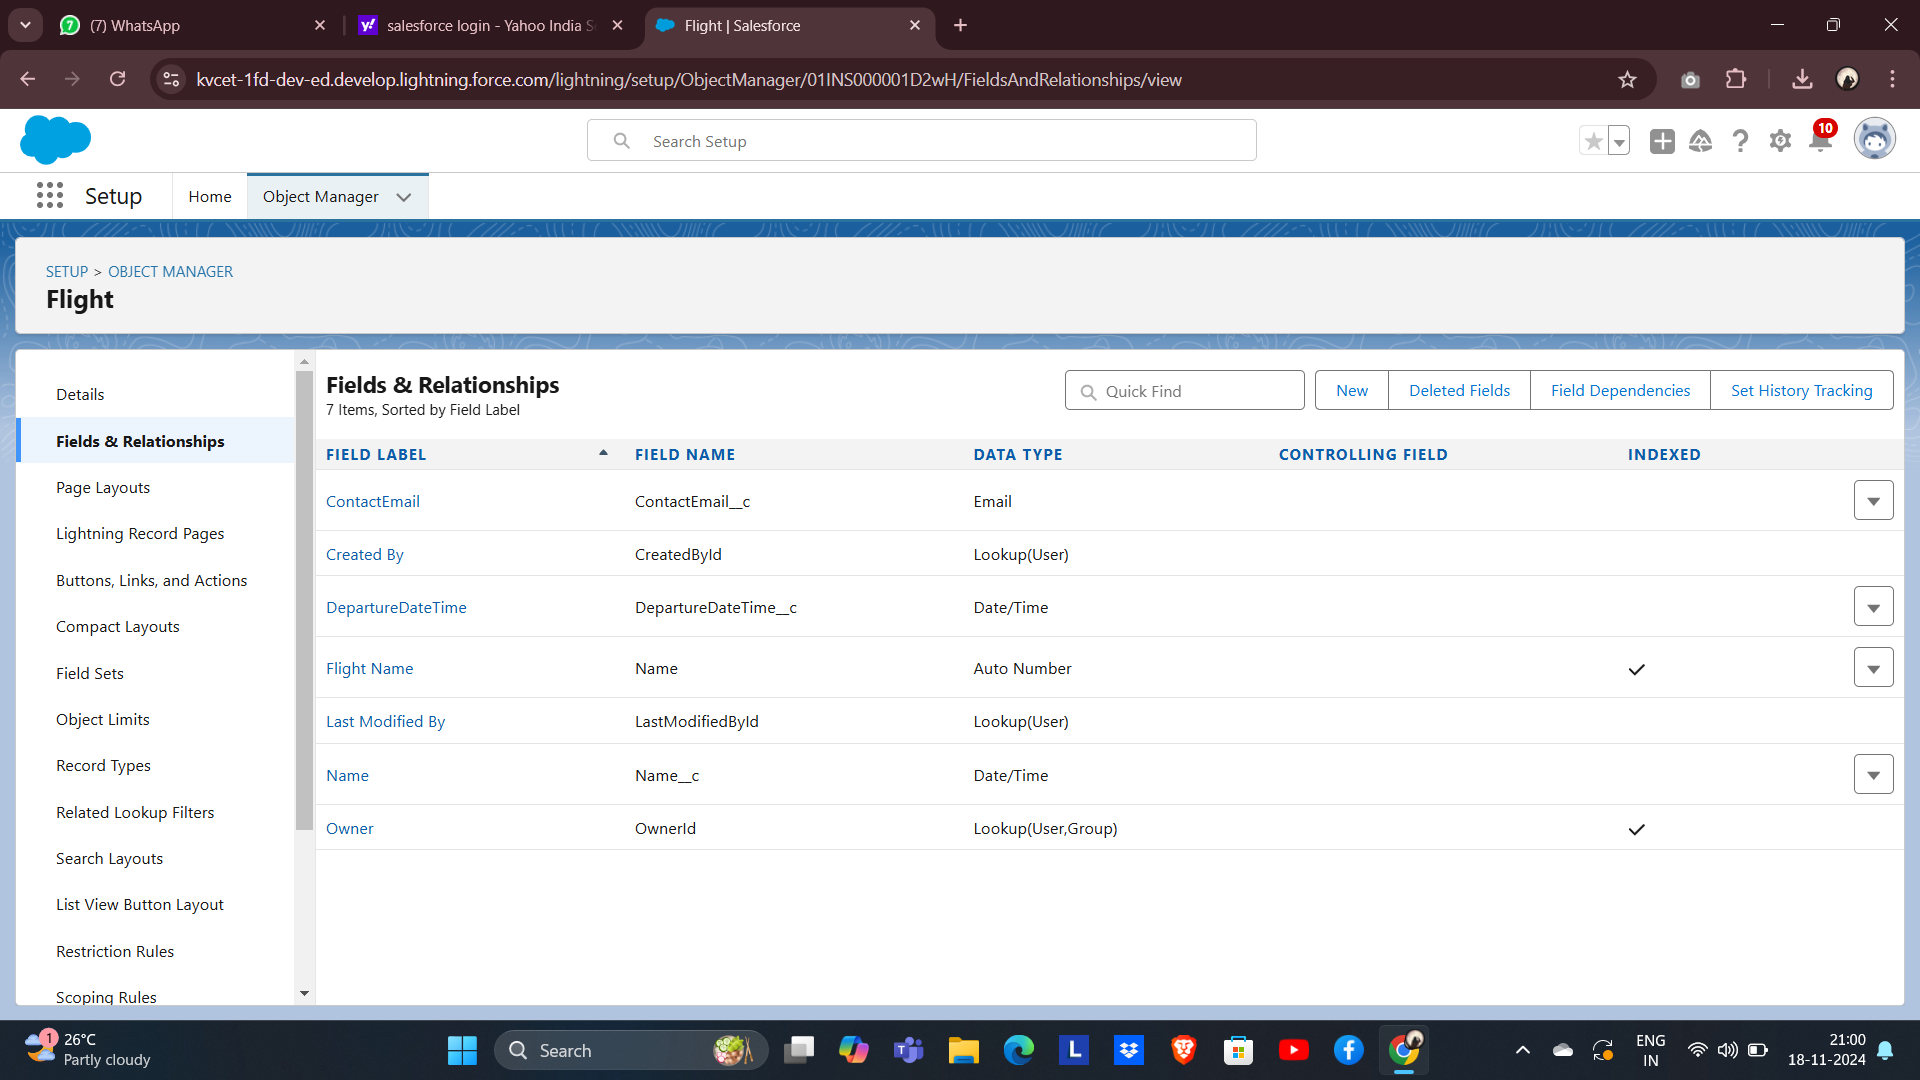 7
(7) WhatsApp
y!
salesforce login - Yahoo India S
Flight | Salesforce
kvcet-1fd-dev-ed.develop.lightning.force.com/lightning/setup/ObjectManager/01INS000001D2wH/FieldsAndRelationships/view
Search Setup
10
Setup
Home
Object Manager
SETUP > OBJECT MANAGER
Flight
Details
Fields & Relationships
Page Layouts
Lightning Record Pages
Buttons, Links, and Actions
Compact Layouts
Field Sets
Object Limits
Record Types
Related Lookup Filters
Search Layouts
List View Button Layout
Restriction Rules
Scoping Rules
Fields & Relationships
7 Items, Sorted by Field Label
Quick Find
New
Deleted Fields
Field Dependencies
Set History Tracking
FIELD LABEL FIELD NAME DATA TYPE CONTROLLING FIELD INDEXED
ContactEmail ContactEmail__c Email
Created By CreatedById Lookup(User)
DepartureDateTime DepartureDateTime__c Date/Time
Flight Name Name Auto Number
Last Modified By LastModifiedById Lookup(User)
Name Name__c Date/Time
Owner OwnerId Lookup(User,Group)
1
26°C
Partly cloudy
Search
L
ENG
IN
21:00
18-11-2024